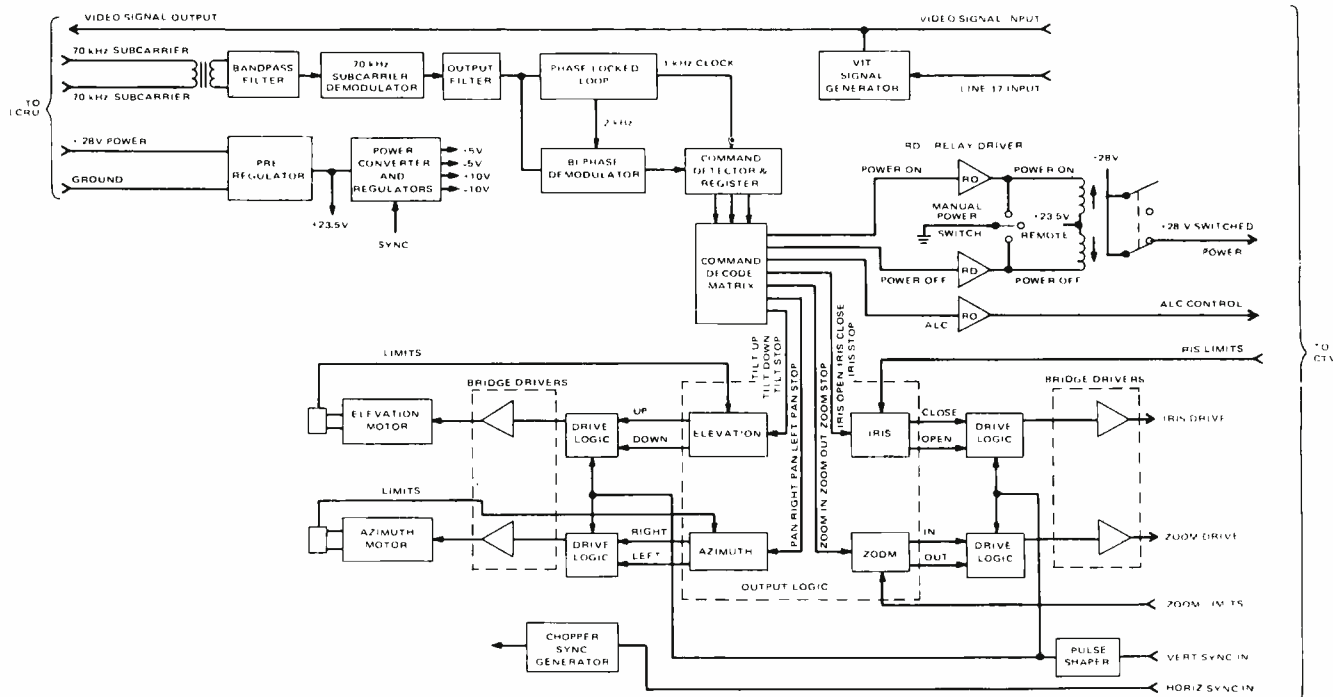 VIDEO SIGNAL OUTPUT
VIDEO SIGNAL INPUT
70 kHz SUBCARRIER
70 kHz SUBCARRIER
BANDPASS
FILTER
70 kHz
SUBCARRIER
DEMODULATOR
OUTPUT
FILTER
PHASE LOCKED
LOOP
1 kHz CLOCK
VIT
SIGNAL
GENERATOR
LINE 17 INPUT
TO
LCRU
2 kHz
+28V POWER
GROUND
PRE
REGULATOR
+23.5V
POWER
CONVERTER
AND
REGULATORS
+5V
-5V
+10V
-10V
SYNC
BI PHASE
DEMODULATOR
COMMAND
DETECTOR &
REGISTER
RD RELAY DRIVER
POWER ON
RD
POWER ON
+28V
MANUAL
POWER
SWITCH
+23.5V
REMOTE
+28 V SWITCHED
POWER
COMMAND
DECODE
MATRIX
POWER OFF
RD
POWER OFF
ALC
RD
ALC CONTROL
TILT UP
TILT DOWN
TILT STOP
PAN RIGHT PAN LEFT PAN STOP
ZOOM IN ZOOM OUT ZOOM STOP
IRIS OPEN IRIS CLOSE
IRIS STOP
IRIS LIMITS
TO
CTV
LIMITS
BRIDGE DRIVERS
ELEVATION
MOTOR
DRIVE
LOGIC
UP
DOWN
ELEVATION
IRIS
CLOSE
OPEN
DRIVE
LOGIC
BRIDGE DRIVERS
IRIS DRIVE
LIMITS
AZIMUTH
MOTOR
DRIVE
LOGIC
RIGHT
LEFT
AZIMUTH
ZOOM
IN
OUT
DRIVE
LOGIC
ZOOM DRIVE
OUTPUT LOGIC
ZOOM LIMITS
CHOPPER
SYNC
GENERATOR
PULSE
SHAPER
VERT SYNC IN
HORIZ SYNC IN